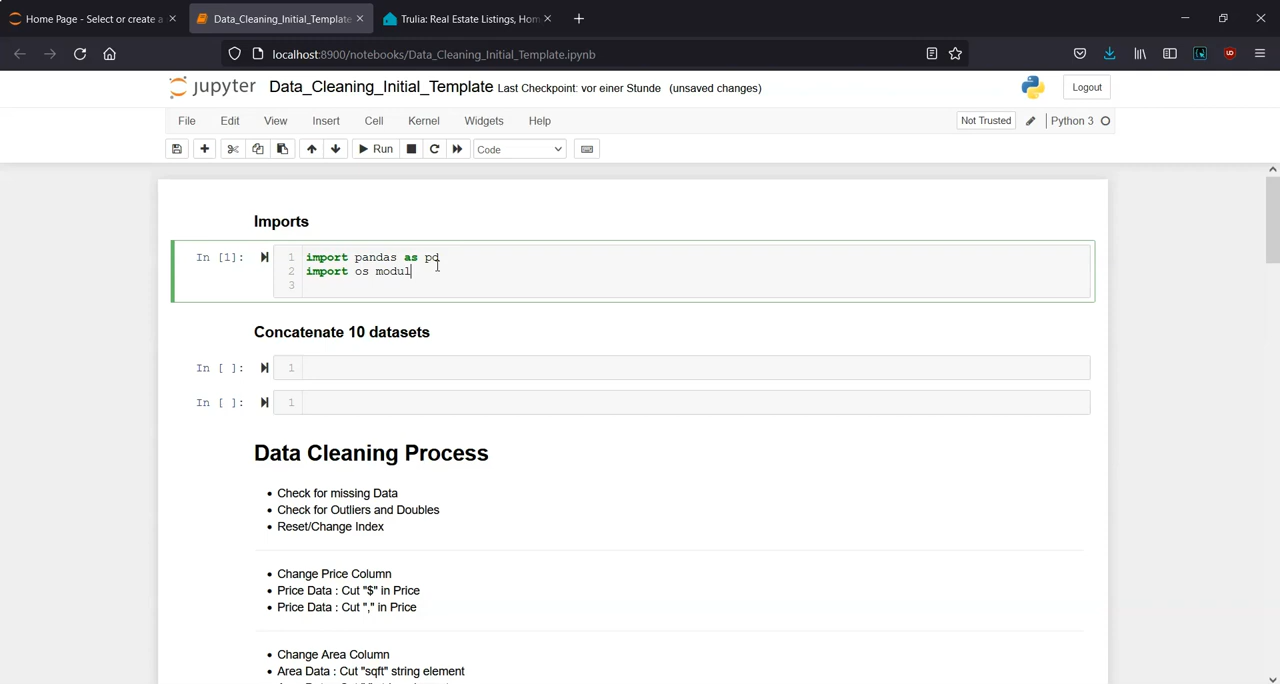 Home Page - Select or create a
Data_Cleaning_Initial_Template
Trulia: Real Estate Listings, Hom
localhost:8900/notebooks/Data_Cleaning_Initial_Template.ipynb
jupyter Data_Cleaning_Initial_Template Last Checkpoint: vor einer Stunde (unsaved changes)
Logout
File Edit View Insert Cell Kernel Widgets Help
Not Trusted
Python 3
Run
Code
Imports
In [1]:
1 import pandas as pd
2 import os modul
3
Concatenate 10 datasets
In [ ]: 1
In [ ]: 1
Data Cleaning Process
• Check for missing Data
• Check for Outliers and Doubles
• Reset/Change Index
• Change Price Column
• Price Data : Cut "$" in Price
• Price Data : Cut "," in Price
• Change Area Column
• Area Data : Cut "sqft" string element